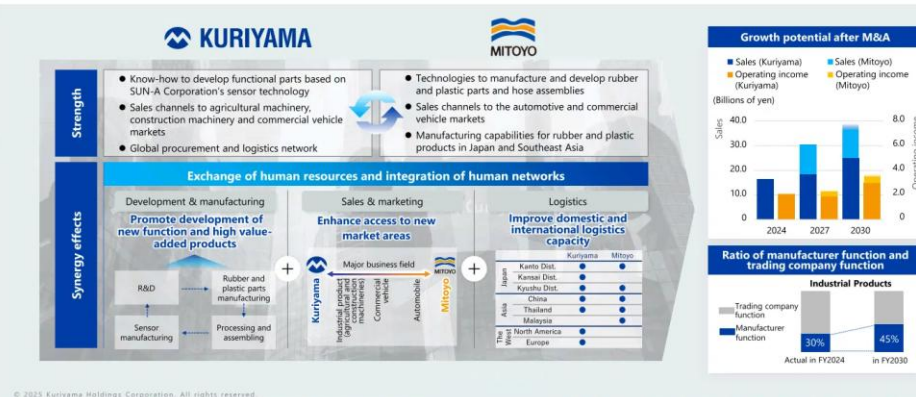 KURIYAMA
MITOYO
Strength
● Know-how to develop functional parts based on
SUN-A Corporation's sensor technology
● Sales channels to agricultural machinery,
construction machinery and commercial vehicle
markets
● Global procurement and logistics network
● Technologies to manufacture and develop rubber
and plastic parts and hose assemblies
● Sales channels to the automotive and commercial
vehicle markets
● Manufacturing capabilities for rubber and plastic
products in Japan and Southeast Asia
Synergy effects
Exchange of human resources and integration of human networks
Development & manufacturing
Promote development of
new function and high value-
added products
R&D
Rubber and
plastic parts
manufacturing
Sensor
manufacturing
Processing and
assembling
+
Sales & marketing
Enhance access to new
market areas
Major business field
MITOYO
Kuriyama
Industrial product
(agricultural and
construction
machineries)
Commercial
vehicle
Automobile
Mitoyo
+
Logistics
Improve domestic and
international logistics
capacity
Kuriyama Mitoyo
Japan
Kanto Dist. ● ●
Kansai Dist. ●
Kyushu Dist. ● ●
Asia
China ● ●
Thailand ● ●
Malaysia ●
The
West
North America ●
Europe ●
Growth potential after M&A
Sales (Kuriyama) Sales (Mitoyo)
Operating income
(Kuriyama)
Operating income
(Mitoyo)
(Billions of yen)
Sales
40.0
30.0
20.0
10.0
0
8.0
6.0
4.0
2.0
0
Operating income
2024 2027 2030
Ratio of manufacturer function and
trading company function
Industrial Products
Trading company
function
Manufacturer
function
30% 45%
Actual in FY2024 in FY2030
© 2025 Kuriyama Holdings Corporation. All rights reserved.